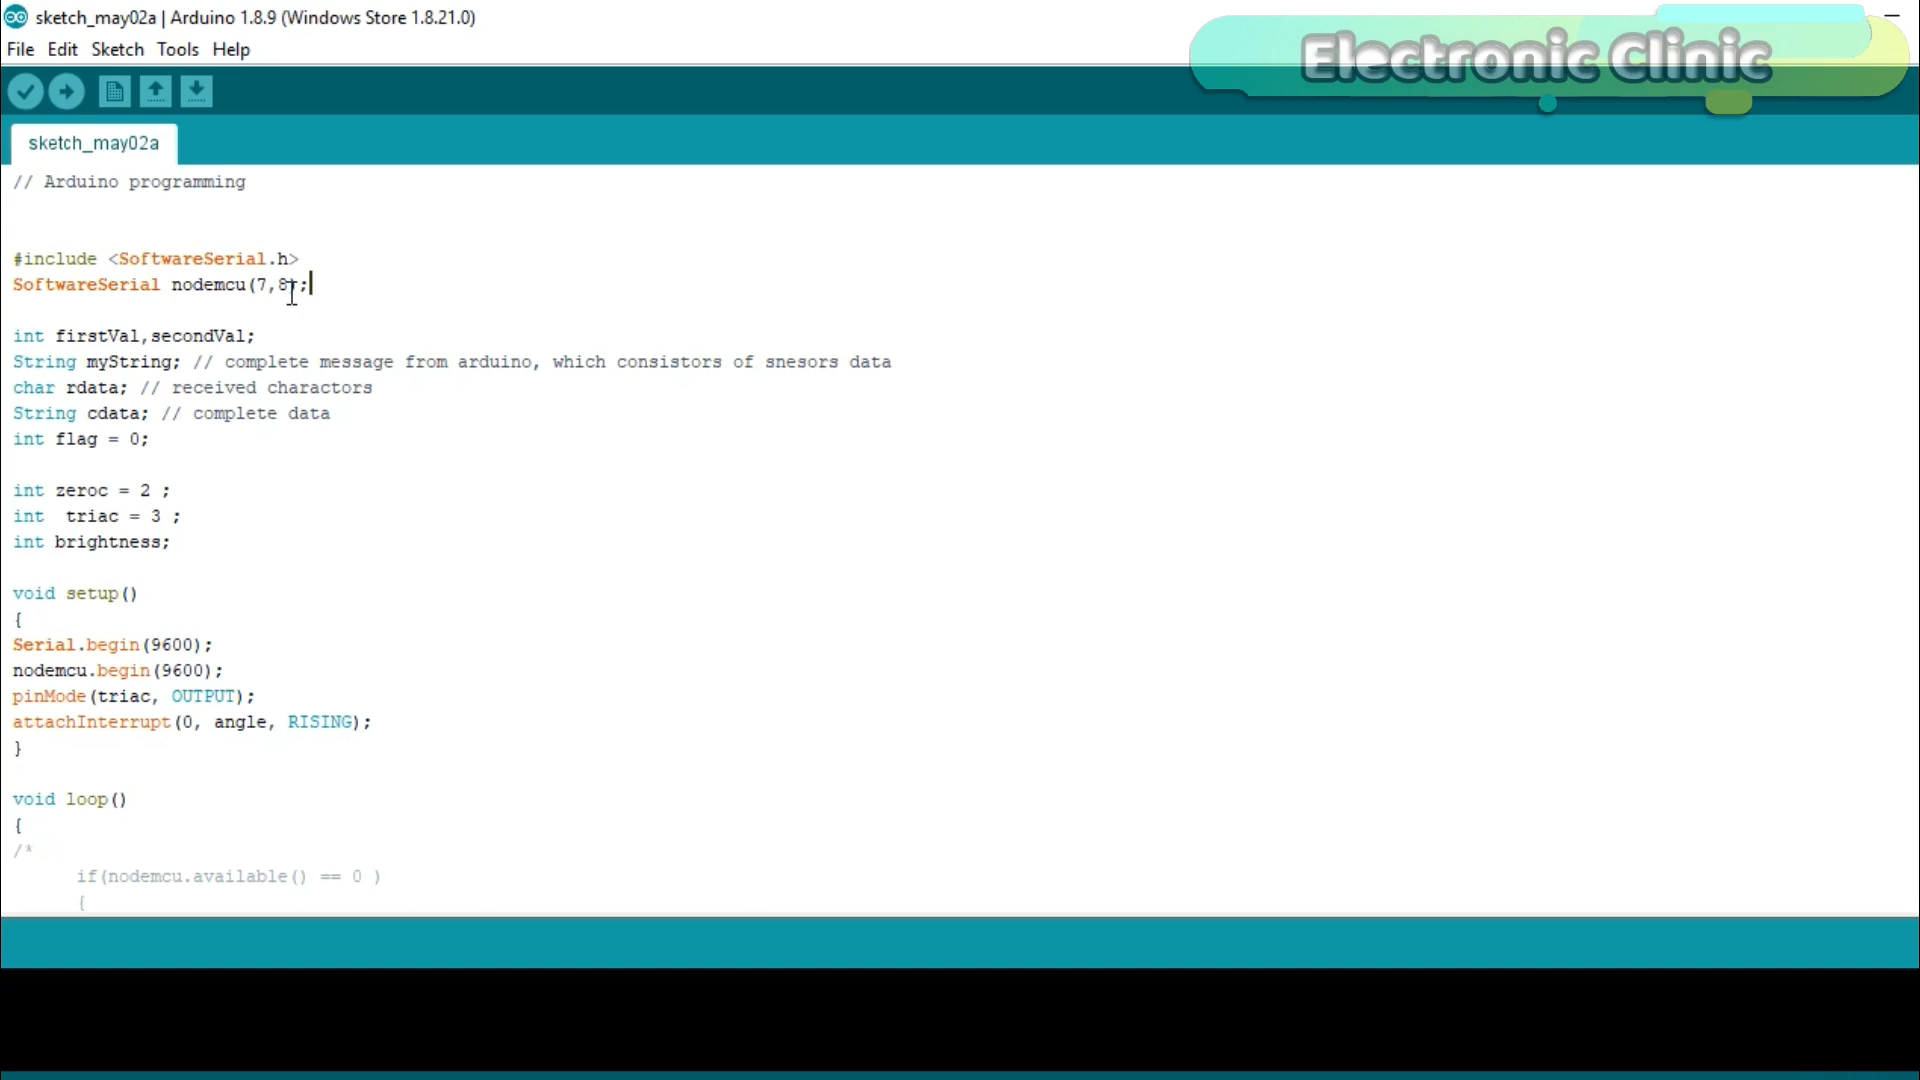 sketch_may02a | Arduino 1.8.9 (Windows Store 1.8.21.0)
Electronic Clinic
File Edit Sketch Tools Help
sketch_may02a
// Arduino programming
#include <SoftwareSerial.h>
SoftwareSerial nodemcu(7,8);
int firstVal,secondVal;
String myString; // complete message from arduino, which consistors of snesors data
char rdata; // received charactors
String cdata; // complete data
int flag = 0;
int zeroc = 2 ;
int  triac = 3 ;
int brightness;
void setup()
{
Serial.begin(9600);
nodemcu.begin(9600);
pinMode(triac, OUTPUT);
attachInterrupt(0, angle, RISING);
}
void loop()
{
/*
if(nodemcu.available() == 0 )
{